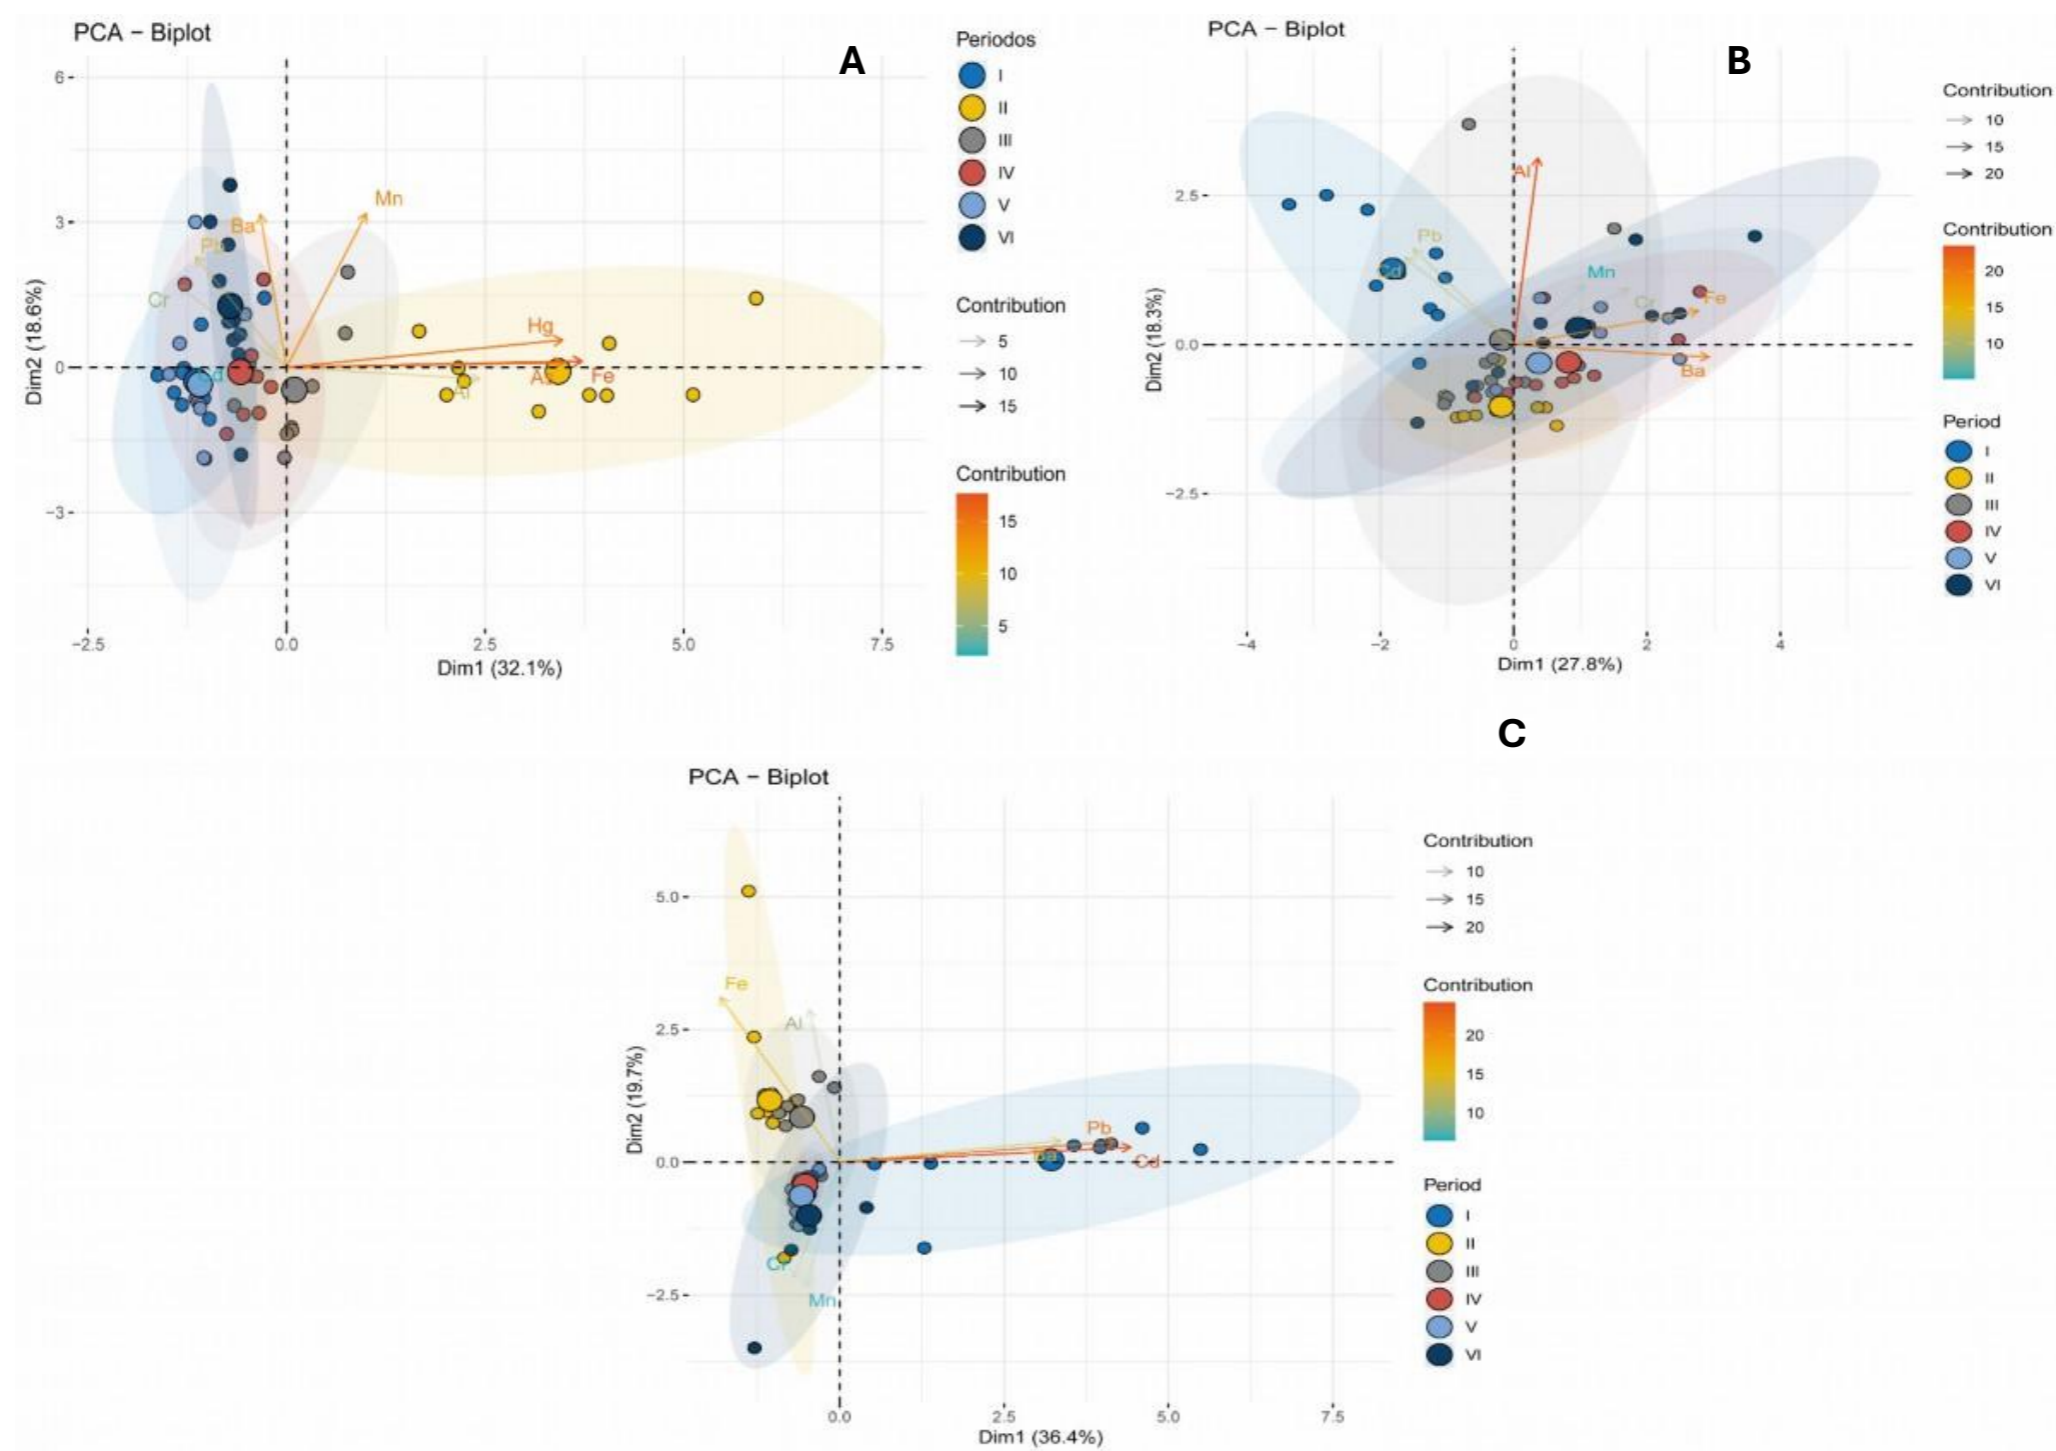 PCA − Biplot
A
6
3
0
−3
−2.5
0.0
2.5
5.0
7.5
Dim1 (32.1%)
Dim2 (18.6%)
Mn
Ba
Pb
Cr
Cd
Hg
As
Fe
Al
Periodos
I
II
III
IV
V
VI
Contribution
5
10
15
Contribution
15
10
5
PCA − Biplot
B
2.5
0.0
−2.5
−4
−2
0
2
4
Dim1 (27.8%)
Dim2 (18.3%)
Al
Pb
Cd
Mn
Cr
Fe
Ba
Contribution
10
15
20
Contribution
20
15
10
Period
I
II
III
IV
V
VI
C
PCA − Biplot
5.0
2.5
0.0
−2.5
0.0
2.5
5.0
7.5
Dim1 (36.4%)
Dim2 (19.7%)
Fe
Al
Pb
Ba
Cd
Cr
Mn
Contribution
10
15
20
Contribution
20
15
10
Period
I
II
III
IV
V
VI